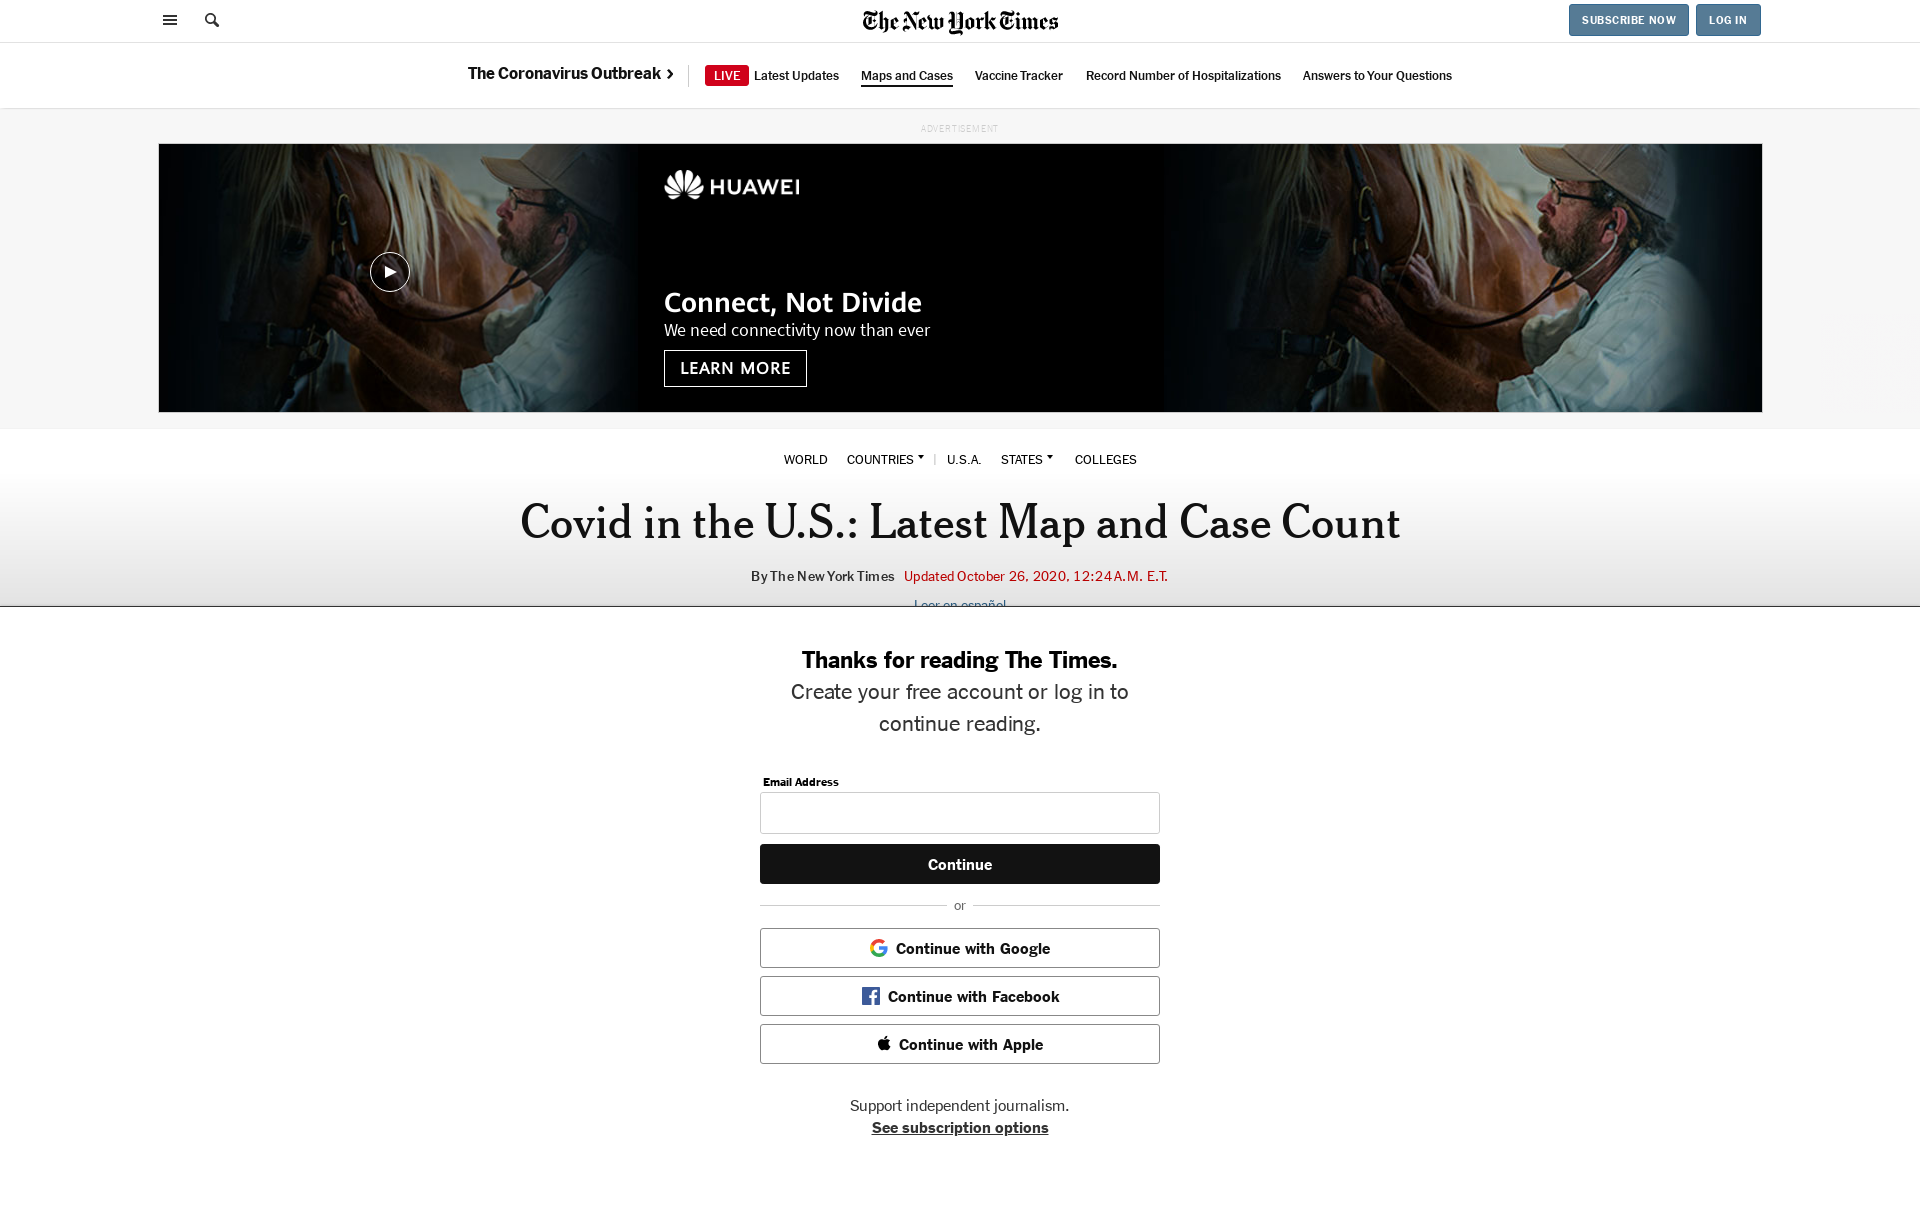 The New York Times
SUBSCRIBE NOW
LOG IN
The Coronavirus Outbreak
LIVE Latest Updates
Maps and Cases
Vaccine Tracker
Record Number of Hospitalizations
Answers to Your Questions
ADVERTISEMENT
HUAWEI
Connect, Not Divide
We need connectivity now than ever
LEARN MORE
WORLD
COUNTRIES
U.S.A.
STATES
COLLEGES
Covid in the U.S.: Latest Map and Case Count
By The New York Times Updated October 26, 2020, 12:24 A.M. E.T.
Leer en español
Thanks for reading The Times.
Create your free account or log in to
continue reading.
Email Address
Continue
or
Continue with Google
Continue with Facebook
Continue with Apple
Support independent journalism.
See subscription options